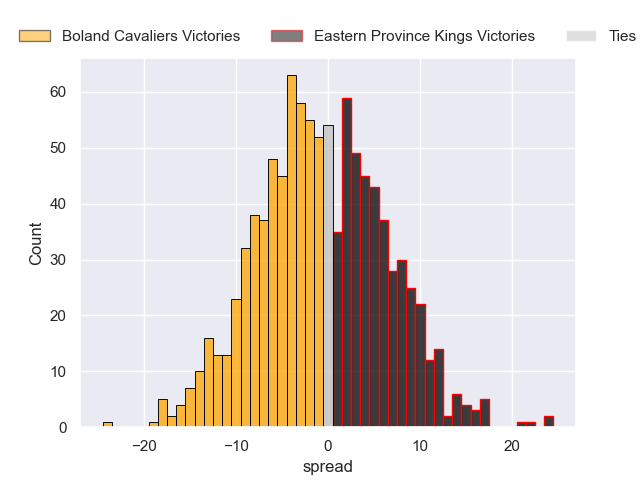 Boland Cavaliers Victories Eastern Province Kings Victories Ties
60
50
40
30
20
10
0
Count
−20 −10 0 10 20
spread